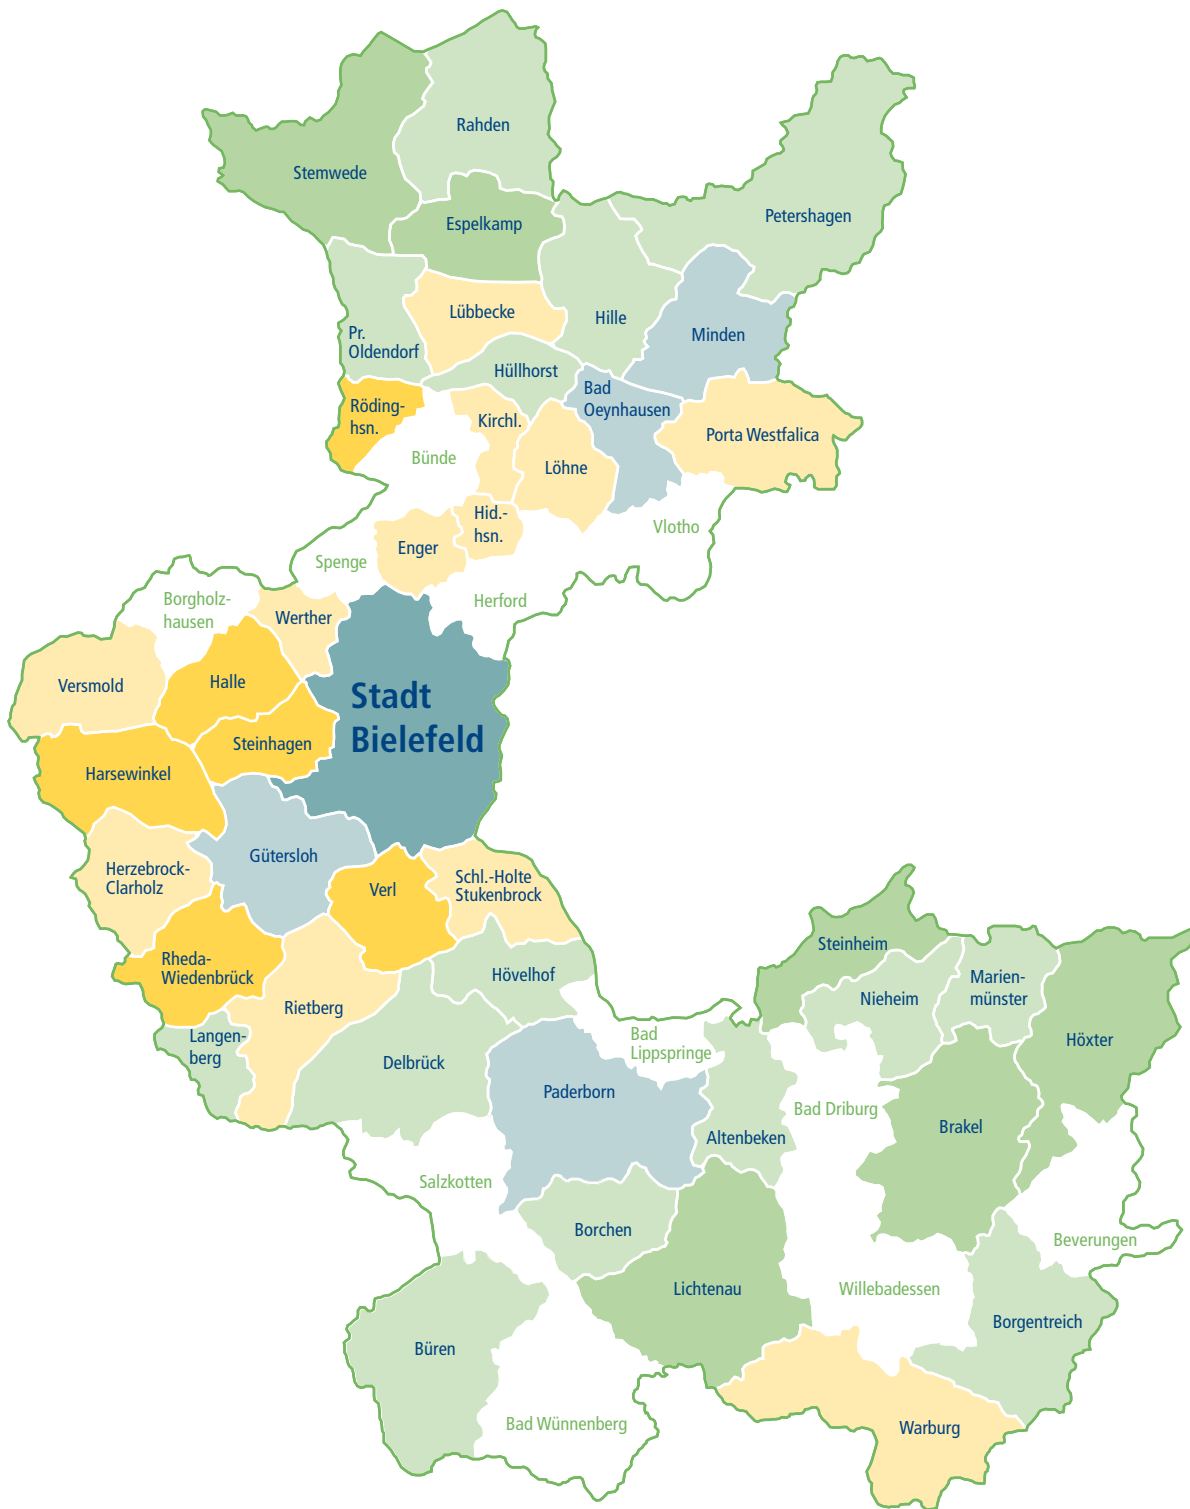 Rahden
Stemwede
Petershagen
Espelkamp
Lübbecke
Hille
Minden
Pr.
Oldendorf
Hüllhorst
Bad
Oeynhausen
Röding-
hsn.
Kirchl.
Porta Westfalica
Bünde
Löhne
Hid.-
hsn.
Vlotho
Enger
Spenge
Herford
Borgholz-
hausen
Werther
Versmold
Halle
Stadt
Bielefeld
Steinhagen
Harsewinkel
Gütersloh
Herzebrock-
Clarholz
Verl
Schl.-Holte
Stukenbrock
Steinheim
Rheda-
Wiedenbrück
Hövelhof
Marien-
münster
Nieheim
Rietberg
Langen-
berg
Bad
Lippspringe
Höxter
Delbrück
Paderborn
Bad Driburg
Brakel
Altenbeken
Salzkotten
Borchen
Beverungen
Lichtenau
Willebadessen
Borgentreich
Büren
Bad Wünnenberg
Warburg